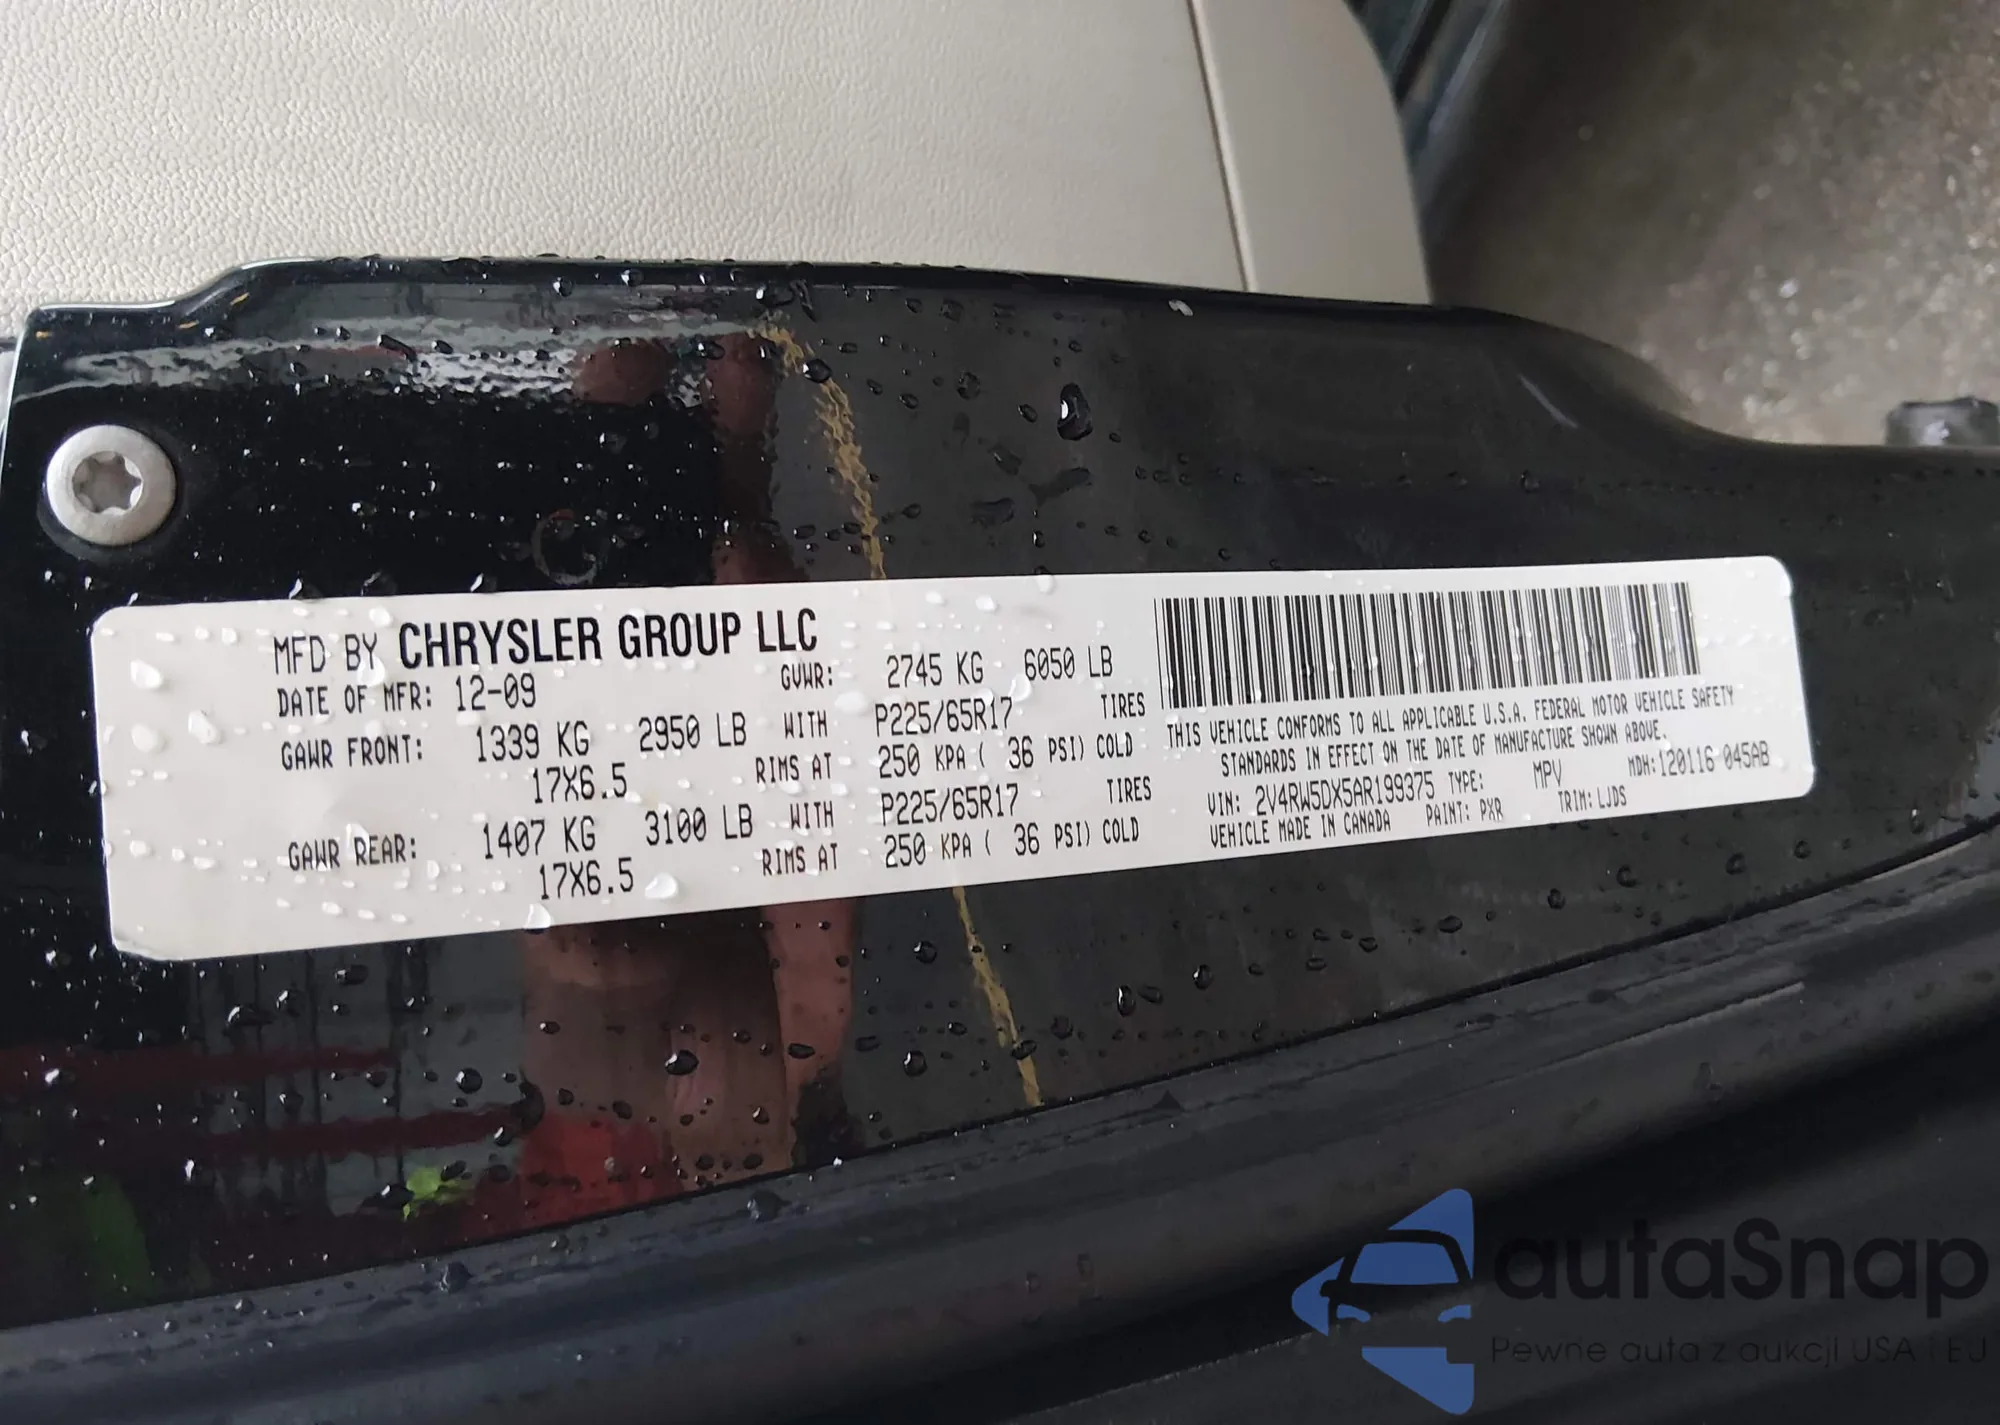 MFD BY CHRYSLER GROUP LLC
DATE OF MFR: 12-09 GVWR: 2745 KG 6050 LB
GAWR FRONT: 1339 KG 2950 LB WITH P225/65R17 TIRES
17X6.5 RIMS AT 250 KPA ( 36 PSI) COLD
GAWR REAR: 1407 KG 3100 LB WITH P225/65R17 TIRES
17X6.5 RIMS AT 250 KPA ( 36 PSI) COLD
THIS VEHICLE CONFORMS TO ALL APPLICABLE U.S.A. FEDERAL MOTOR VEHICLE SAFETY
STANDARDS IN EFFECT ON THE DATE OF MANUFACTURE SHOWN ABOVE.
VIN: 2V4RW5DX5AR199375 TYPE: MPV MDH:120116 045AB
VEHICLE MADE IN CANADA PAINT: PXR TRIM: LJDS
autaSnap
Pewne auta z aukcji USA i EU